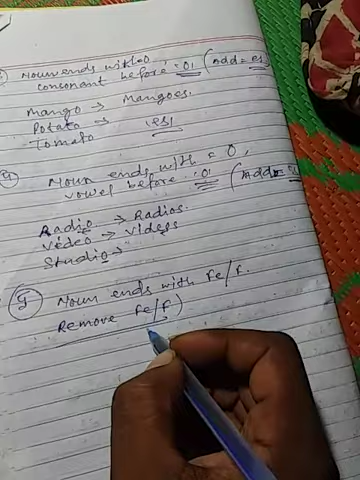 Noun ends with -o
consonant before 'o' (Add = es
Mango → Mangoes.
Potato →
Tomato
'es'
4) Noun ends with = o,
vowel before 'o' (Add =
Radio → Radios.
Video → Videos
Studio →
5) Noun ends with fe/f.
Remove fe/f)